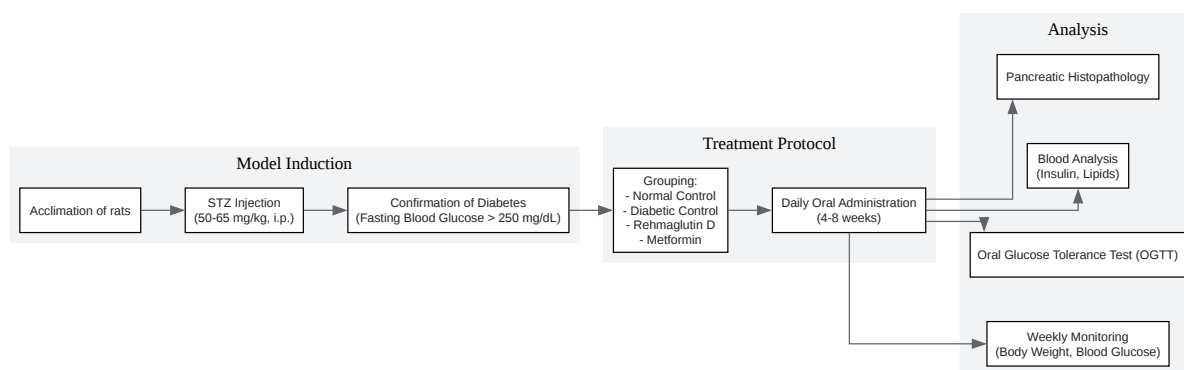 Model Induction
Acclimation of rats
STZ Injection
(50-65 mg/kg, i.p.)
Confirmation of Diabetes
(Fasting Blood Glucose > 250 mg/dL)
Treatment Protocol
Grouping:
- Normal Control
- Diabetic Control
- Rehmaglutin D
- Metformin
Daily Oral Administration
(4-8 weeks)
Analysis
Pancreatic Histopathology
Blood Analysis
(Insulin, Lipids)
Oral Glucose Tolerance Test (OGTT)
Weekly Monitoring
(Body Weight, Blood Glucose)